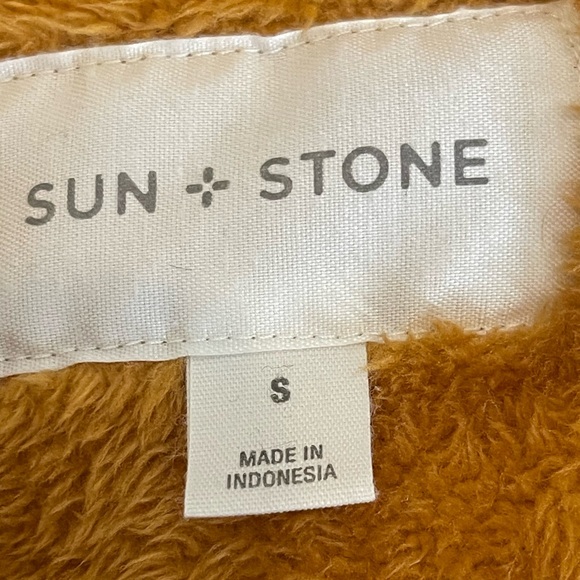 SUN + STONE
S
MADE IN
INDONESIA